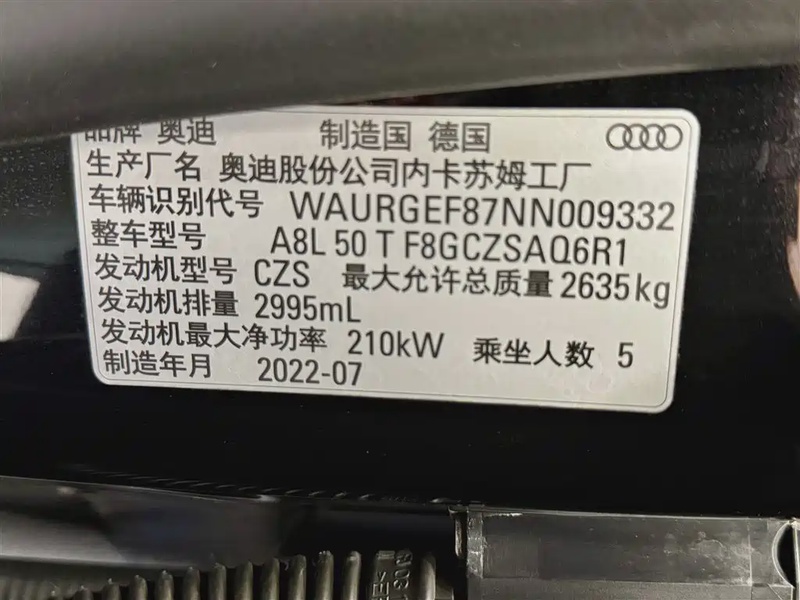 品牌 奥迪 制造国 德国
生产厂名 奥迪股份公司内卡苏姆工厂
车辆识别代号 WAURGEF87NN009332
整车型号 A8L 50 T F8GCZSAQ6R1
发动机型号 CZS 最大允许总质量 2635kg
发动机排量 2995mL
发动机最大净功率 210kW 乘坐人数 5
制造年月 2022-07